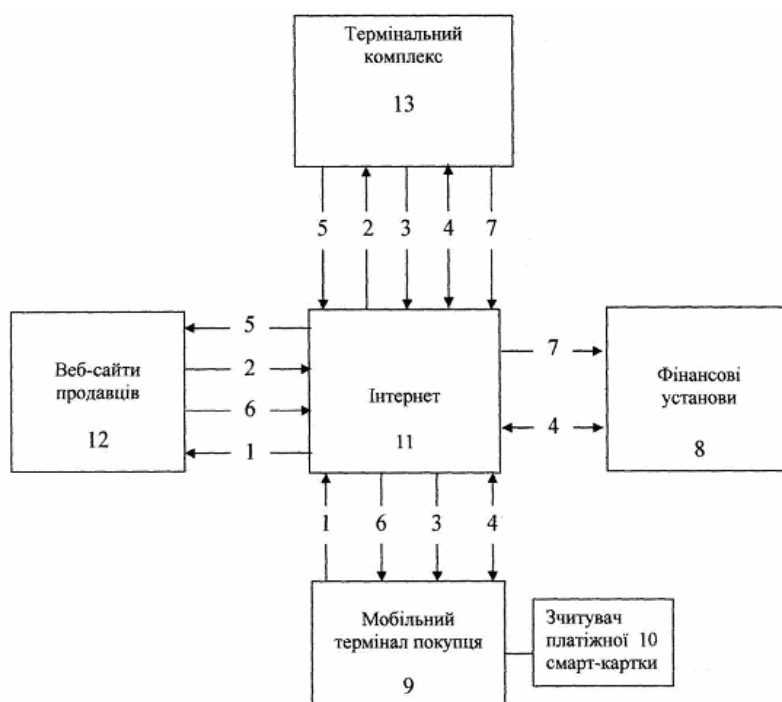 Термінальний
комплекс
13
5 2 3 4 7
5
2
6
1
Веб-сайти
продавців
12
Інтернет
11
7
4
Фінансові
установи
8
1 6 3 4
Мобільний
термінал покупця
9
Зчитувач
платіжної 10
смарт-картки